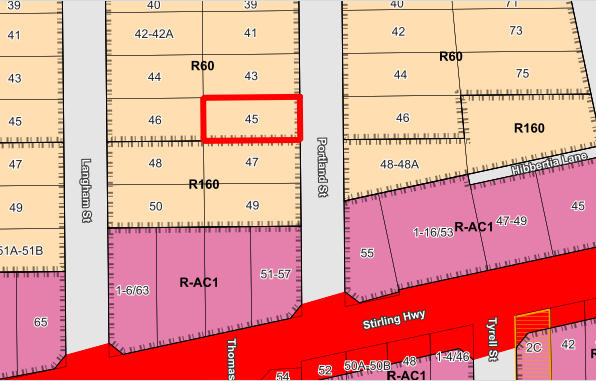 39
40
39
40
71
41
42-42A
41
42
73
R60
R60
43
44
43
44
75
45
46
45
46
R160
47
48
47
48-48A
Hibbertia Lane
Langham St
Portland St
R160
49
50
49
1-16/53
R-AC1
47-49
45
51A-51B
55
1-6/63
R-AC1
51-57
65
Stirling Hwy
Tyrell St
Thomas
54
52
50A-50B
48
1-4/46
R-AC1
2C
42
R